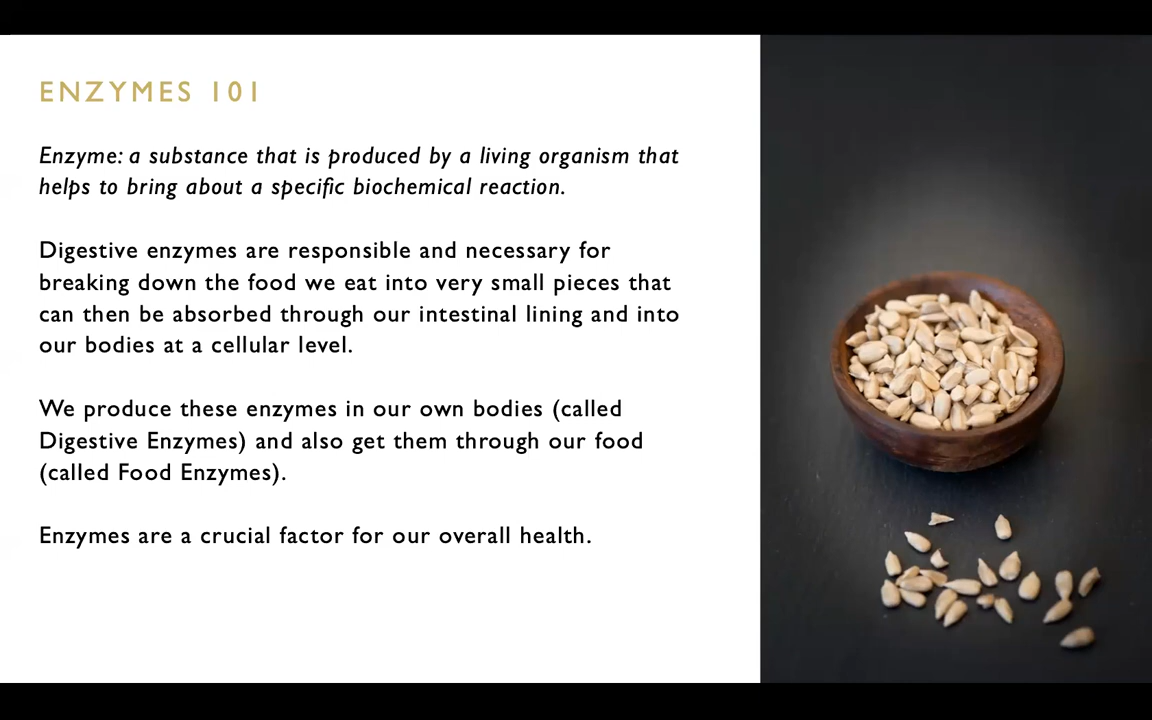 ENZYMES 101
Enzyme: a substance that is produced by a living organism that
helps to bring about a specific biochemical reaction.
Digestive enzymes are responsible and necessary for
breaking down the food we eat into very small pieces that
can then be absorbed through our intestinal lining and into
our bodies at a cellular level.
We produce these enzymes in our own bodies (called
Digestive Enzymes) and also get them through our food
(called Food Enzymes).
Enzymes are a crucial factor for our overall health.